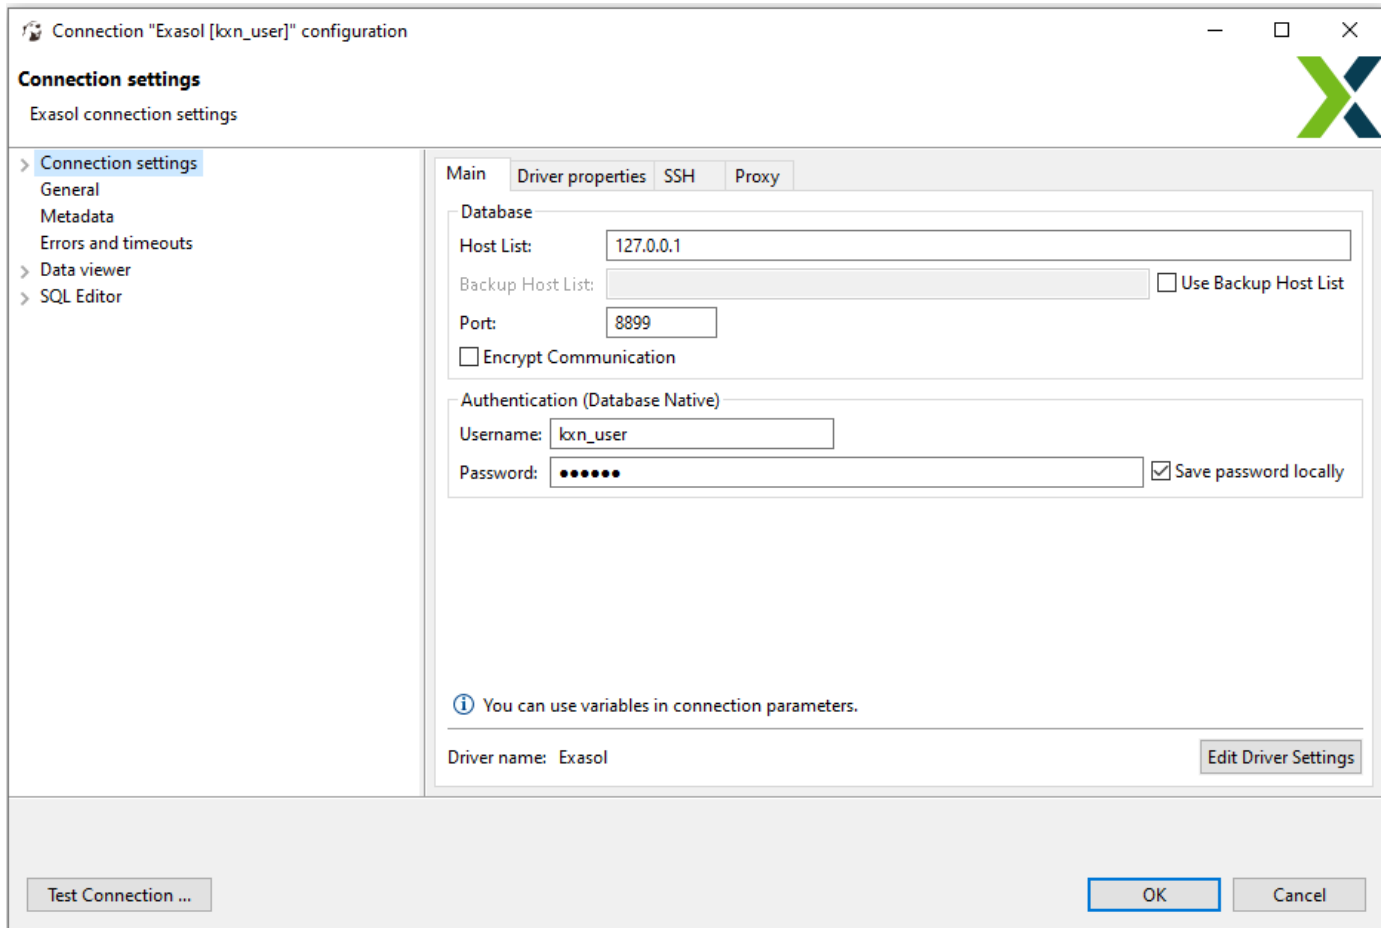 Connection "Exasol [kxn_user]" configuration
Connection settings
Exasol connection settings
Connection settings
General
Metadata
Errors and timeouts
Data viewer
SQL Editor
Main Driver properties SSH Proxy
Database
Host List: 127.0.0.1
Backup Host List: Use Backup Host List
Port: 8899
Encrypt Communication
Authentication (Database Native)
Username: kxn_user
Password: ●●●●●● Save password locally
You can use variables in connection parameters.
Driver name: Exasol Edit Driver Settings
Test Connection ... OK Cancel